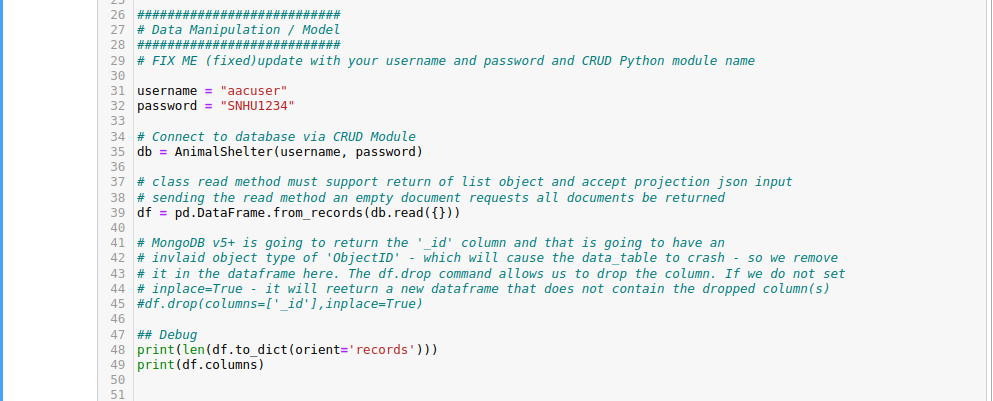 25
26 ###########################
27 # Data Manipulation / Model
28 ###########################
29 # FIX ME (fixed)update with your username and password and CRUD Python module name
30
31 username = "aacuser"
32 password = "SNHU1234"
33
34 # Connect to database via CRUD Module
35 db = AnimalShelter(username, password)
36
37 # class read method must support return of list object and accept projection json input
38 # sending the read method an empty document requests all documents be returned
39 df = pd.DataFrame.from_records(db.read({}))
40
41 # MongoDB v5+ is going to return the '_id' column and that is going to have an
42 # invlaid object type of 'ObjectID' - which will cause the data_table to crash - so we remove
43 # it in the dataframe here. The df.drop command allows us to drop the column. If we do not set
44 # inplace=True - it will reeturn a new dataframe that does not contain the dropped column(s)
45 #df.drop(columns=['_id'],inplace=True)
46
47 ## Debug
48 print(len(df.to_dict(orient='records')))
49 print(df.columns)
50
51